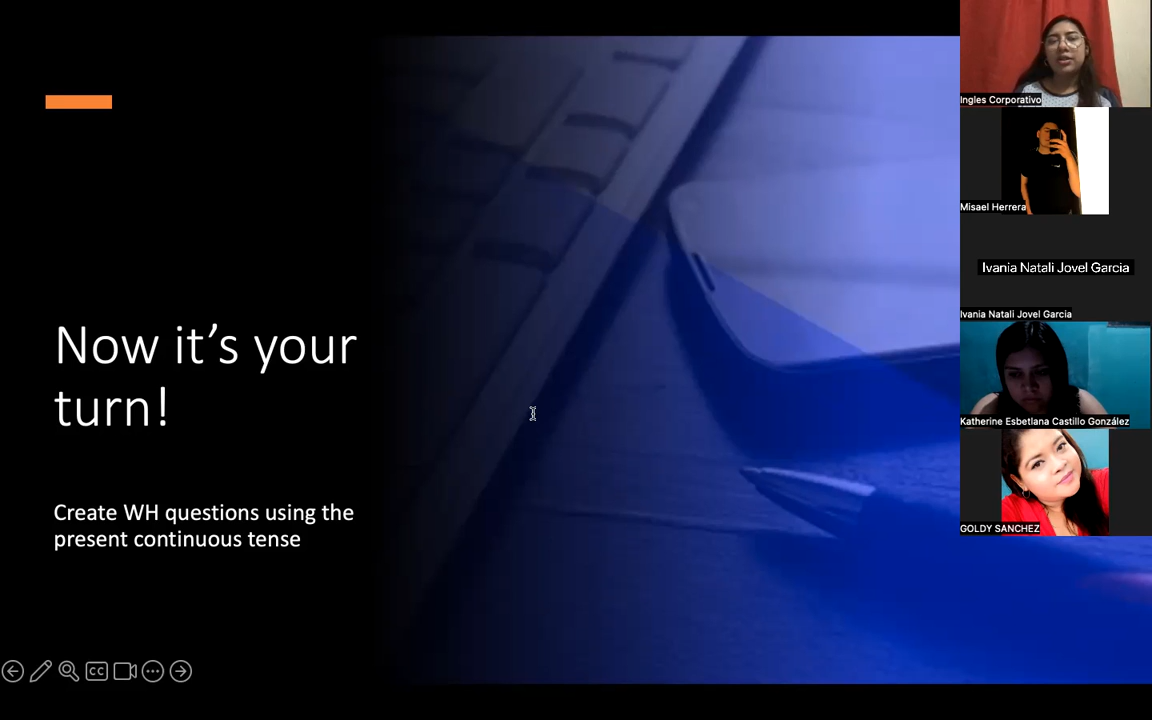 Now it's your
turn!
Create WH questions using the
present continuous tense
Ingles Corporativo
Misael Herrera
Ivania Natali Jovel Garcia
Ivania Natali Jovel Garcia
Katherine Esbetlana Castillo González
GOLDY SANCHEZ
CC